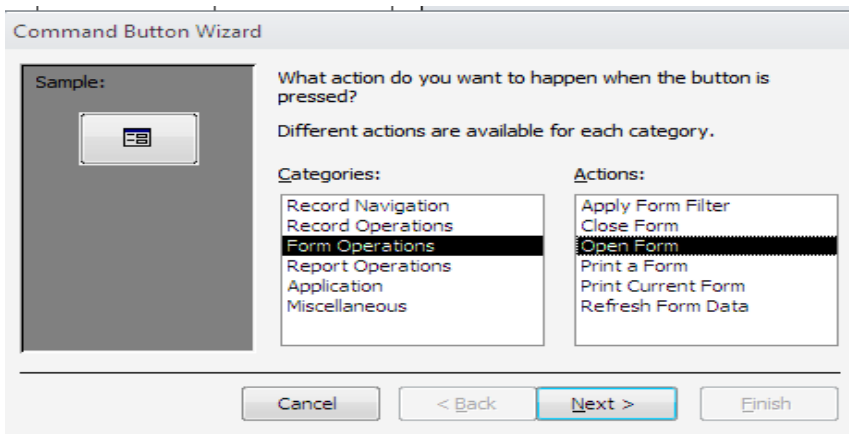 Command Button Wizard
Sample:
What action do you want to happen when the button is
pressed?
Different actions are available for each category.
Categories:
Record Navigation
Record Operations
Form Operations
Report Operations
Application
Miscellaneous
Actions:
Apply Form Filter
Close Form
Open Form
Print a Form
Print Current Form
Refresh Form Data
Cancel
< Back
Next >
Finish